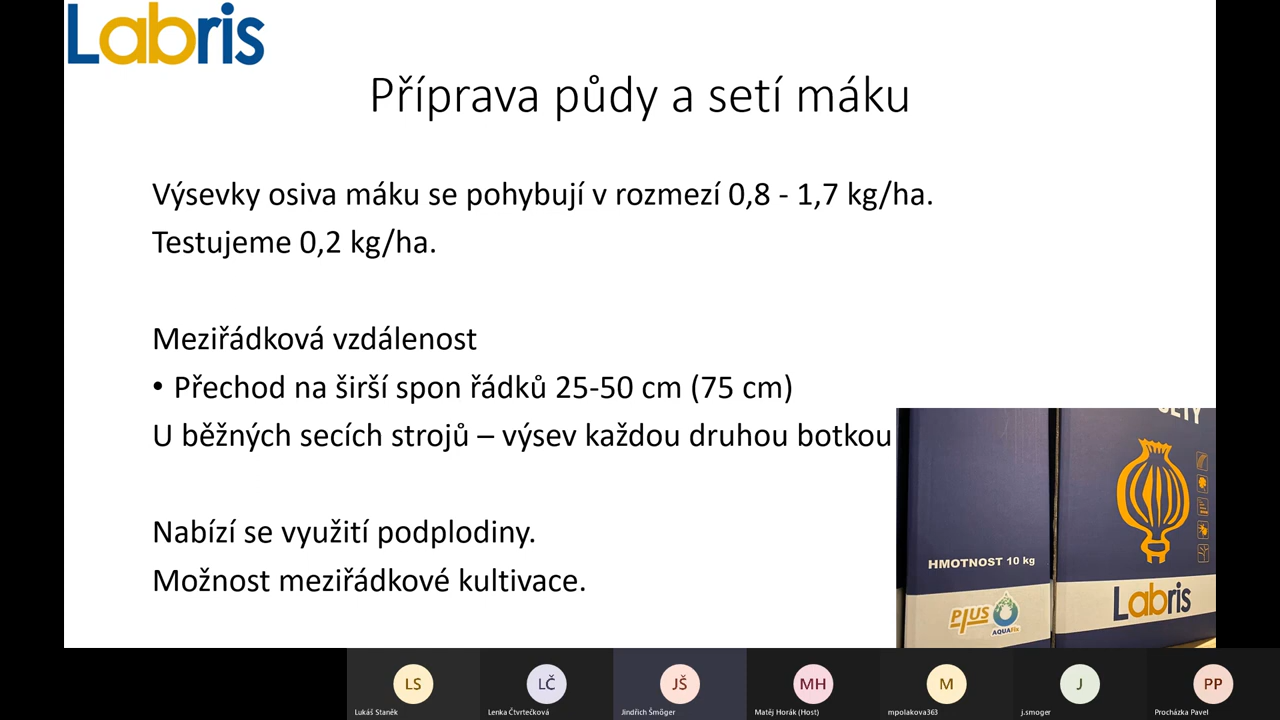 Labris
Příprava půdy a setí máku
Výsevky osiva máku se pohybují v rozmezí 0,8 - 1,7 kg/ha.
Testujeme 0,2 kg/ha.
Meziřádková vzdálenost
• Přechod na širší spon řádků 25-50 cm (75 cm)
U běžných secích strojů – výsev každou druhou botkou
Nabízí se využití podplodiny.
Možnost meziřádkové kultivace.
HMOTNOST 10 kg
PLUS
AQUAfix
Labris
LS
LČ
JŠ
MH
M
J
PP
Lukáš Staněk
Lenka Čtvrtečková
Jindřich Šmöger
Matěj Horák (Host)
mpolakova363
j.smoger
Procházka Pavel